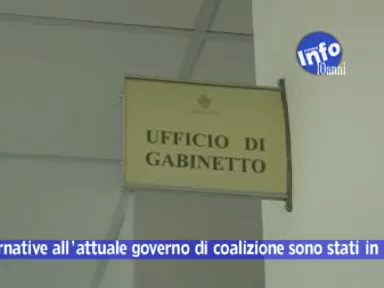 Info
10anni
UFFICIO DI
GABINETTO
rnative all'attuale governo di coalizione sono stati in